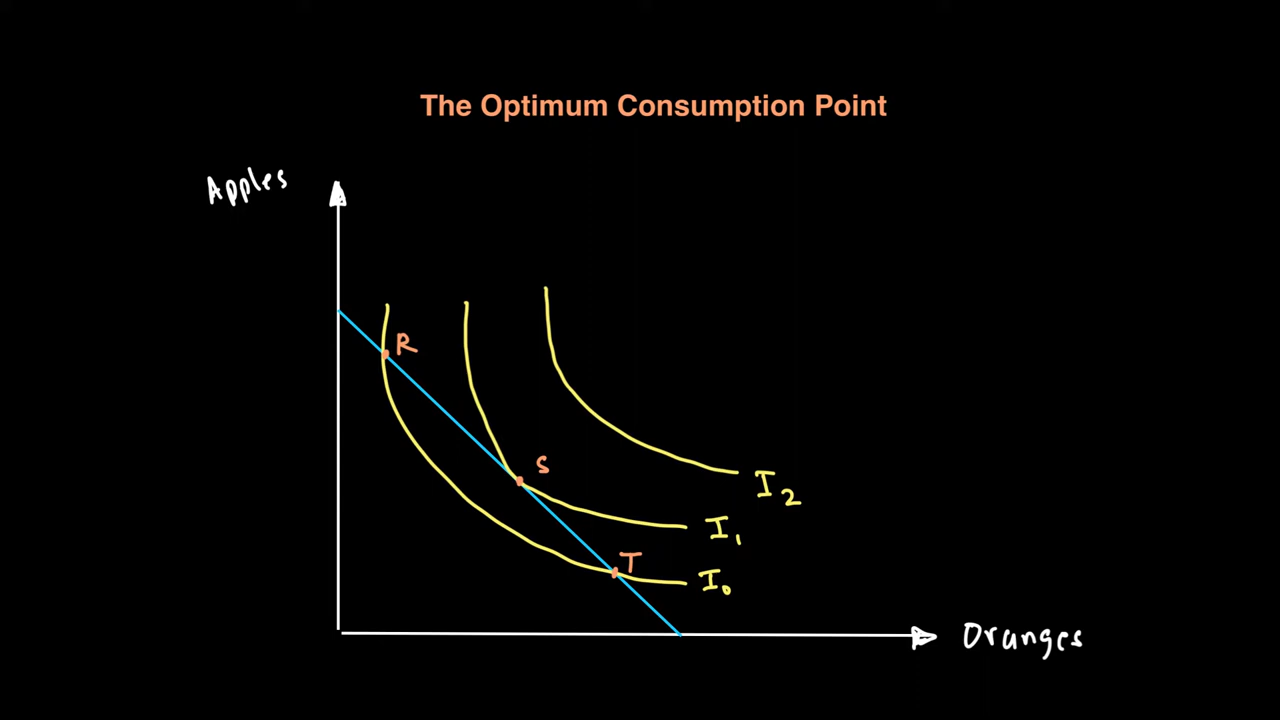 The Optimum Consumption Point
Apples
R
S
I2
I1
T
I0
Oranges